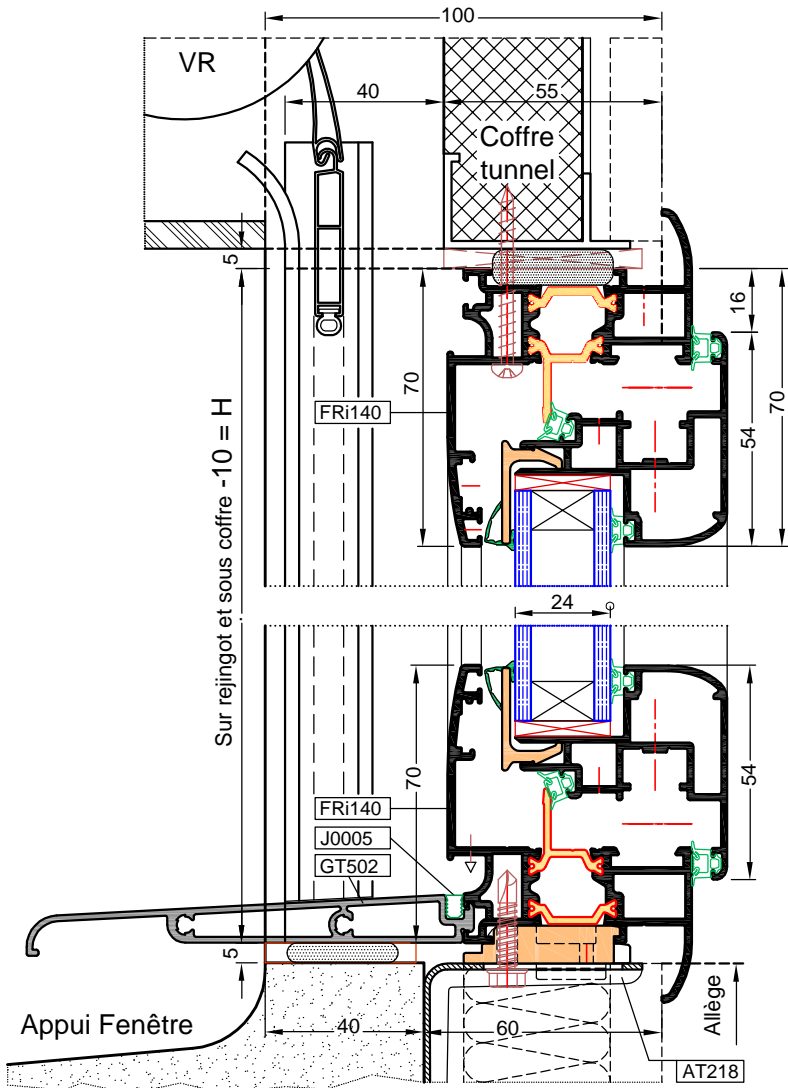 100
VR
40
55
Coffre
tunnel
5
16
70
FRi140
54
70
Sur rejingot et sous coffre -10 = H
24
70
54
FRi140
J0005
GT502
5
Appui Fenêtre
40
60
Allège
AT218